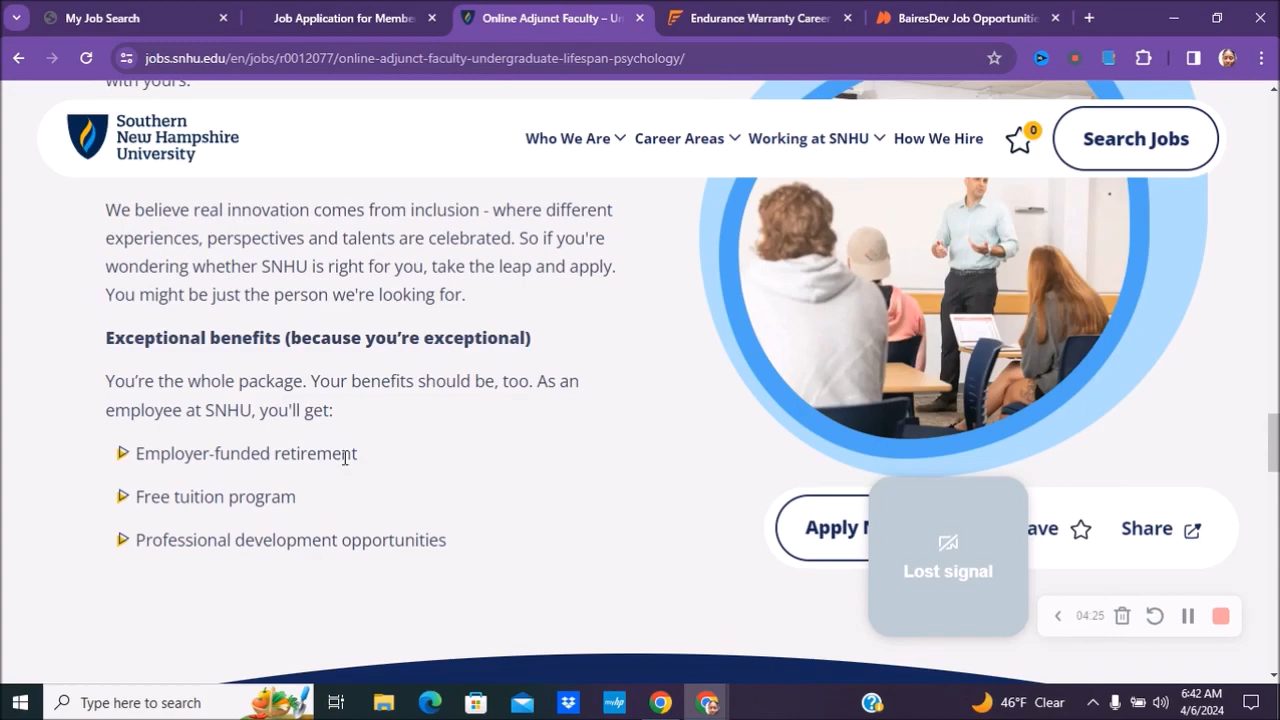 My Job Search
Job Application for Membe
Online Adjunct Faculty – Un
Endurance Warranty Career
BairesDev Job Opportuniti
jobs.snhu.edu/en/jobs/r0012077/online-adjunct-faculty-undergraduate-lifespan-psychology/
with yours.
Southern
New Hampshire
University
Who We Are
Career Areas
Working at SNHU
How We Hire
0
Search Jobs
We believe real innovation comes from inclusion - where different
experiences, perspectives and talents are celebrated. So if you're
wondering whether SNHU is right for you, take the leap and apply.
You might be just the person we're looking for.
Exceptional benefits (because you’re exceptional)
You’re the whole package. Your benefits should be, too. As an
employee at SNHU, you'll get:
Employer-funded retirement
Free tuition program
Professional development opportunities
Apply N
ave
Share
Lost signal
04:25
Type here to search
myhp
46°F Clear
6:42 AM
4/6/2024